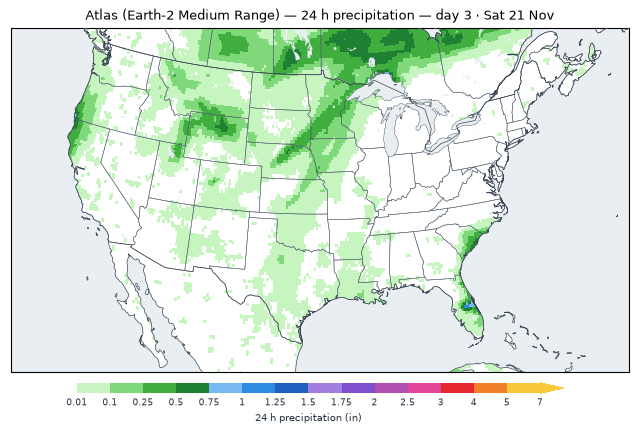 Atlas (Earth-2 Medium Range) — 24 h precipitation — day 3 · Sat 21 Nov
0.01 0.1 0.25 0.5 0.75 1 1.25 1.5 1.75 2 2.5 3 4 5 7
24 h precipitation (in)